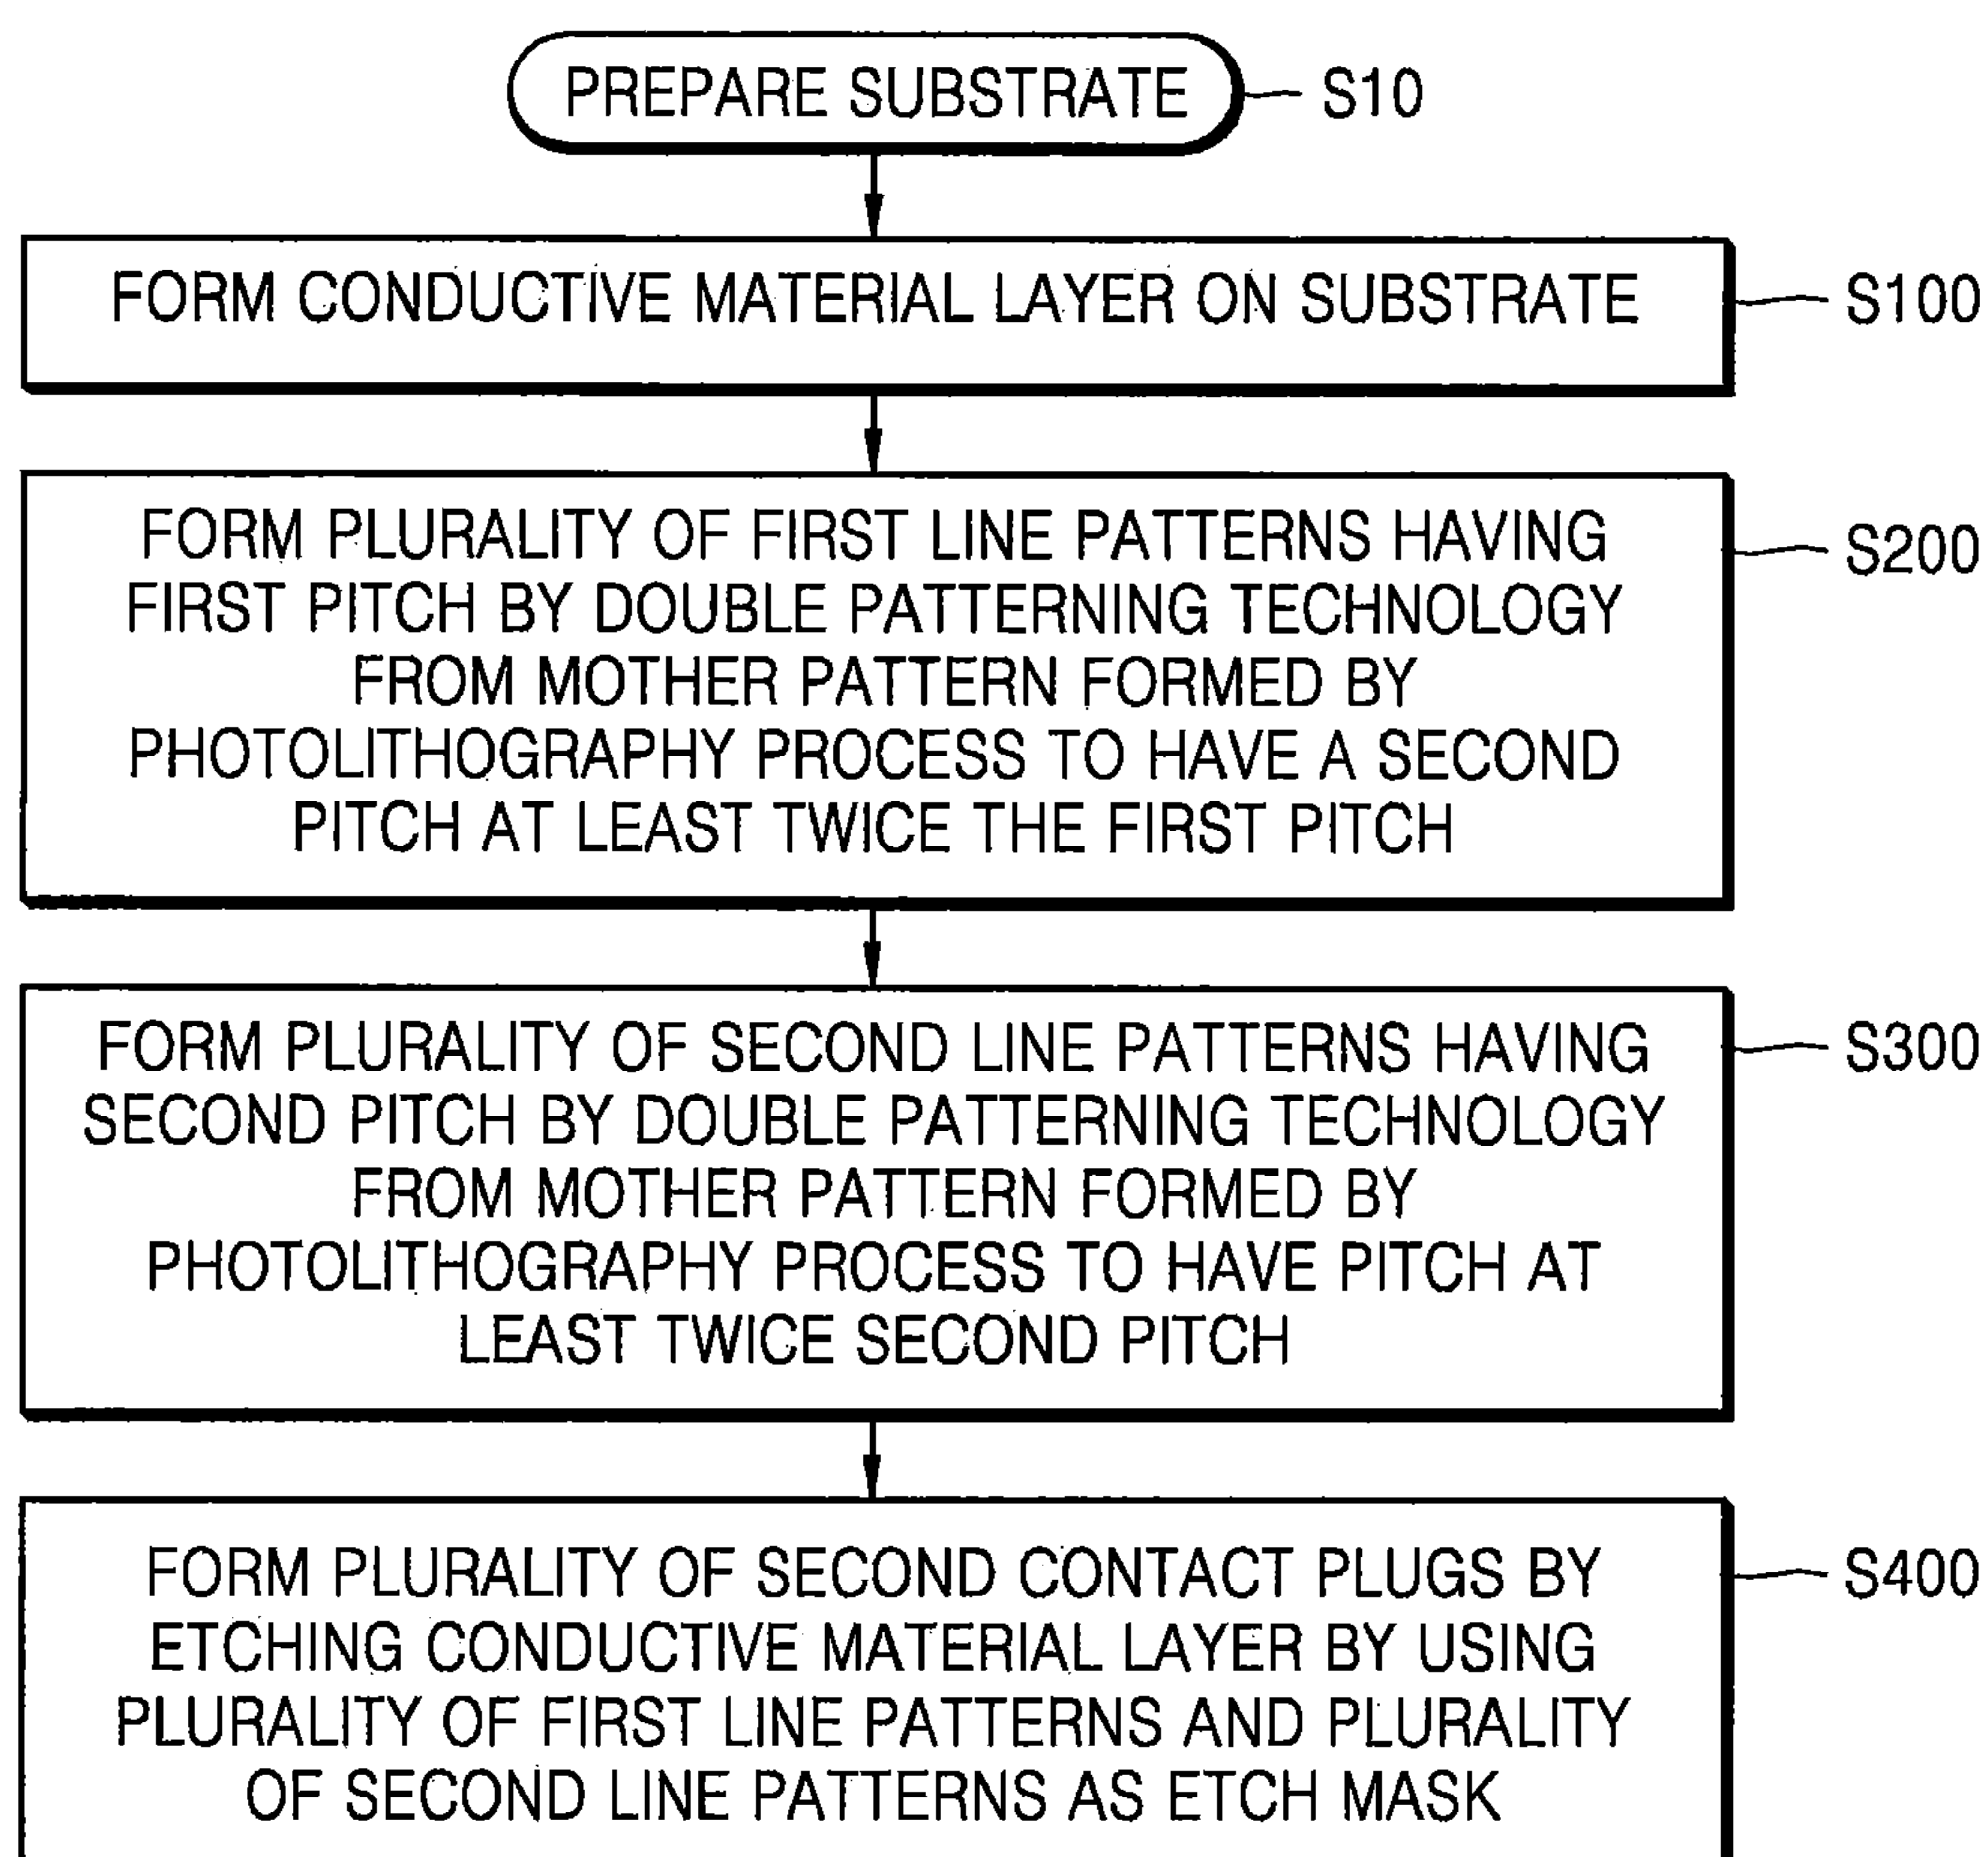 PREPARE SUBSTRATE
S10
FORM CONDUCTIVE MATERIAL LAYER ON SUBSTRATE
S100
FORM PLURALITY OF FIRST LINE PATTERNS HAVING
FIRST PITCH BY DOUBLE PATTERNING TECHNOLOGY
FROM MOTHER PATTERN FORMED BY
PHOTOLITHOGRAPHY PROCESS TO HAVE A SECOND
PITCH AT LEAST TWICE THE FIRST PITCH
S200
FORM PLURALITY OF SECOND LINE PATTERNS HAVING
SECOND PITCH BY DOUBLE PATTERNING TECHNOLOGY
FROM MOTHER PATTERN FORMED BY
PHOTOLITHOGRAPHY PROCESS TO HAVE PITCH AT
LEAST TWICE SECOND PITCH
S300
FORM PLURALITY OF SECOND CONTACT PLUGS BY
ETCHING CONDUCTIVE MATERIAL LAYER BY USING
PLURALITY OF FIRST LINE PATTERNS AND PLURALITY
OF SECOND LINE PATTERNS AS ETCH MASK
S400